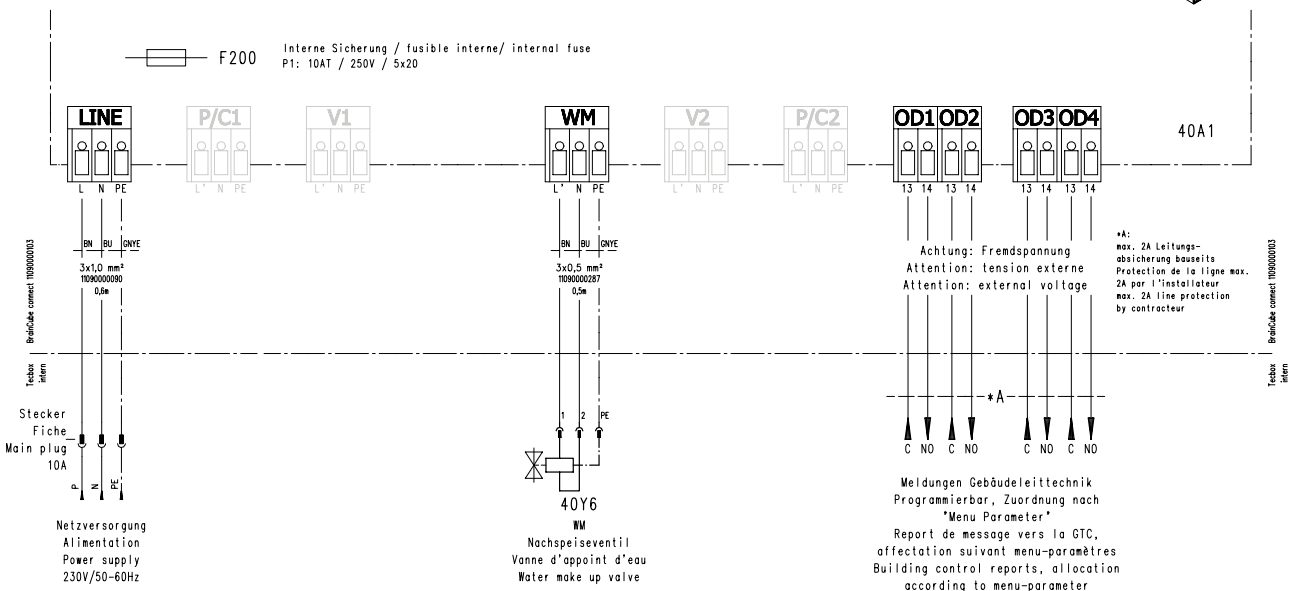 F200
Interne Sicherung / fusible interne/ internal fuse
P1: 10AT / 250V / 5x20
LINE
P/C1
V1
WM
V2
P/C2
OD1 OD2
OD3 OD4
40A1
L N PE
L' N PE
L' N PE
L' N PE
L' N PE
L' N PE
13 14 13 14
13 14 13 14
BN BU GNYE
3x1,0 mm²
11090000090
0,6m
BN BU GNYE
3x0,5 mm²
11090000287
0,5m
Achtung: Fremdspannung
Attention: tension externe
Attention: external voltage
*A:
max. 2A Leitungs-
absicherung bauseits
Protection de la ligne max.
2A par l'installateur
max. 2A line protection
by contracteur
BrainCube connect 11090000103
BrainCube connect 11090000103
Tecbox
intern
Tecbox
intern
Stecker
Fiche
Main plug
10A
P N PE
Netzversorgung
Alimentation
Power supply
230V/50-60Hz
1 2 PE
40Y6
WM
Nachspeiseventil
Vanne d'appoint d'eau
Water make up valve
*A
C NO C NO
C NO C NO
Meldungen Gebäudeleittechnik
Programmierbar, Zuordnung nach
"Menu Parameter"
Report de message vers la GTC,
affectation suivant menu-paramètres
Building control reports, allocation
according to menu-parameter